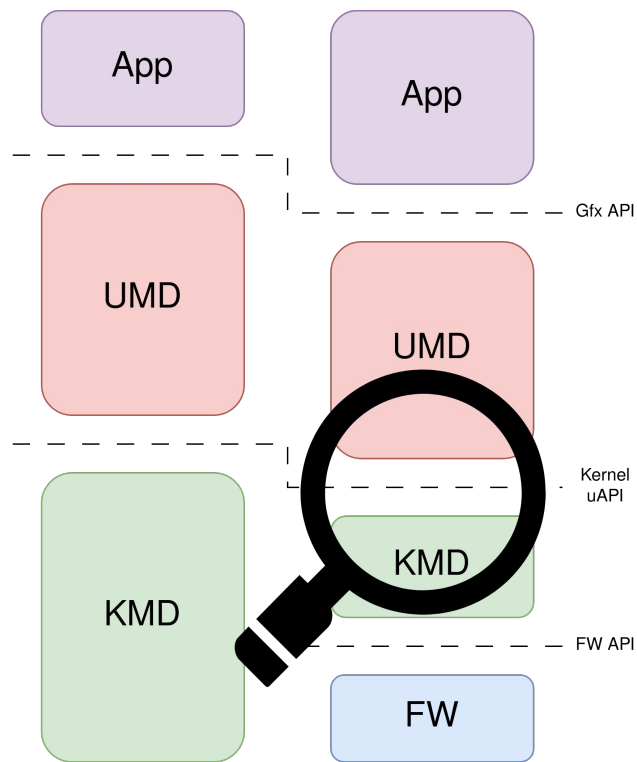 App
App
Gfx API
UMD
UMD
Kernel
uAPI
KMD
KMD
FW API
FW